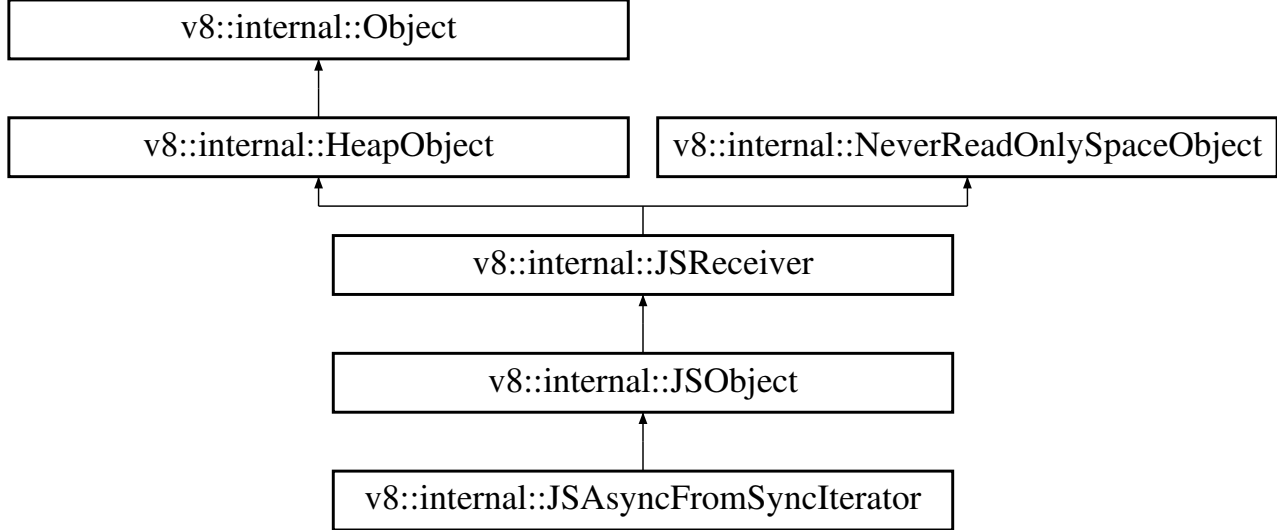 v8::internal::Object
v8::internal::HeapObject
v8::internal::NeverReadOnlySpaceObject
v8::internal::JSReceiver
v8::internal::JSObject
v8::internal::JSAsyncFromSyncIterator